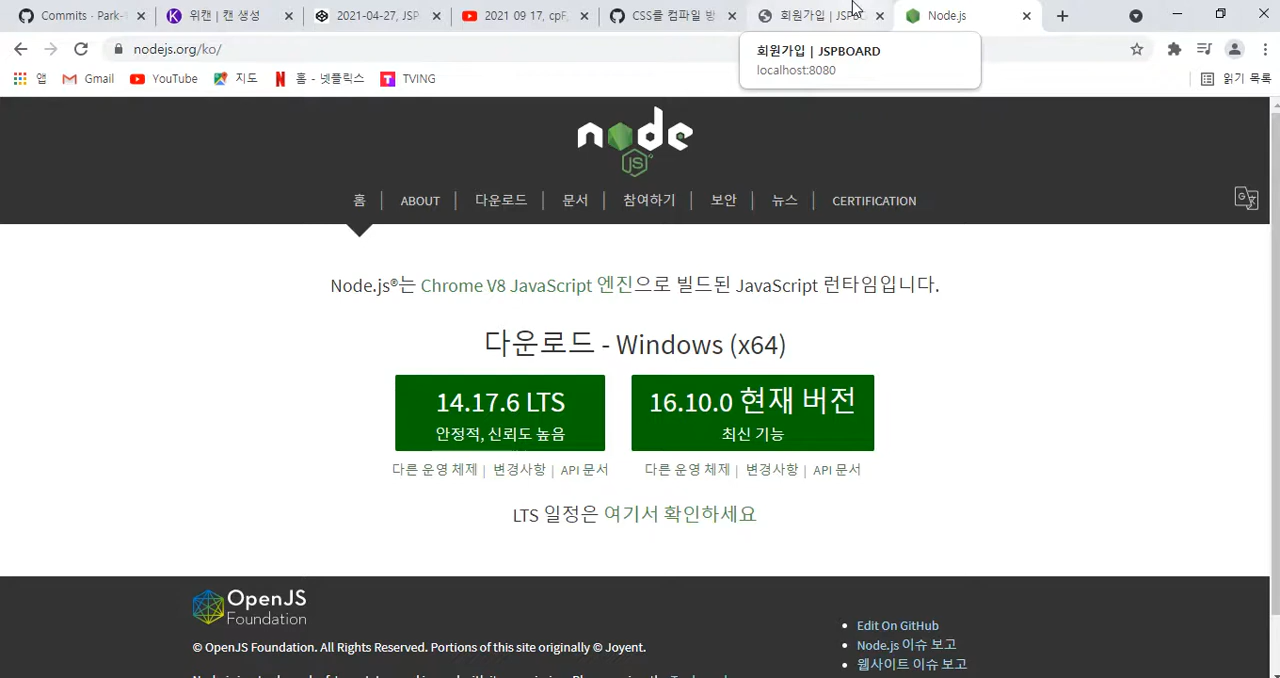 Commits · Park-
위캔 | 캔 생성
2021-04-27, JSP
2021 09 17, cpF
CSS를 컴파일 방
회원가입 | JSPBC
Node.js
nodejs.org/ko/
회원가입 | JSPBOARD
localhost:8080
앱
Gmail
YouTube
지도
홈 - 넷플릭스
TVING
읽기 목록
node
JS
홈 | ABOUT | 다운로드 | 문서 | 참여하기 | 보안 | 뉴스 | CERTIFICATION
Node.js®는 Chrome V8 JavaScript 엔진으로 빌드된 JavaScript 런타임입니다.
다운로드 - Windows (x64)
14.17.6 LTS
안정적, 신뢰도 높음
16.10.0 현재 버전
최신 기능
다른 운영 체제 | 변경사항 | API 문서
다른 운영 체제 | 변경사항 | API 문서
LTS 일정은 여기서 확인하세요
OpenJS
Foundation
© OpenJS Foundation. All Rights Reserved. Portions of this site originally © Joyent.
Edit On GitHub
Node.js 이슈 보고
웹사이트 이슈 보고